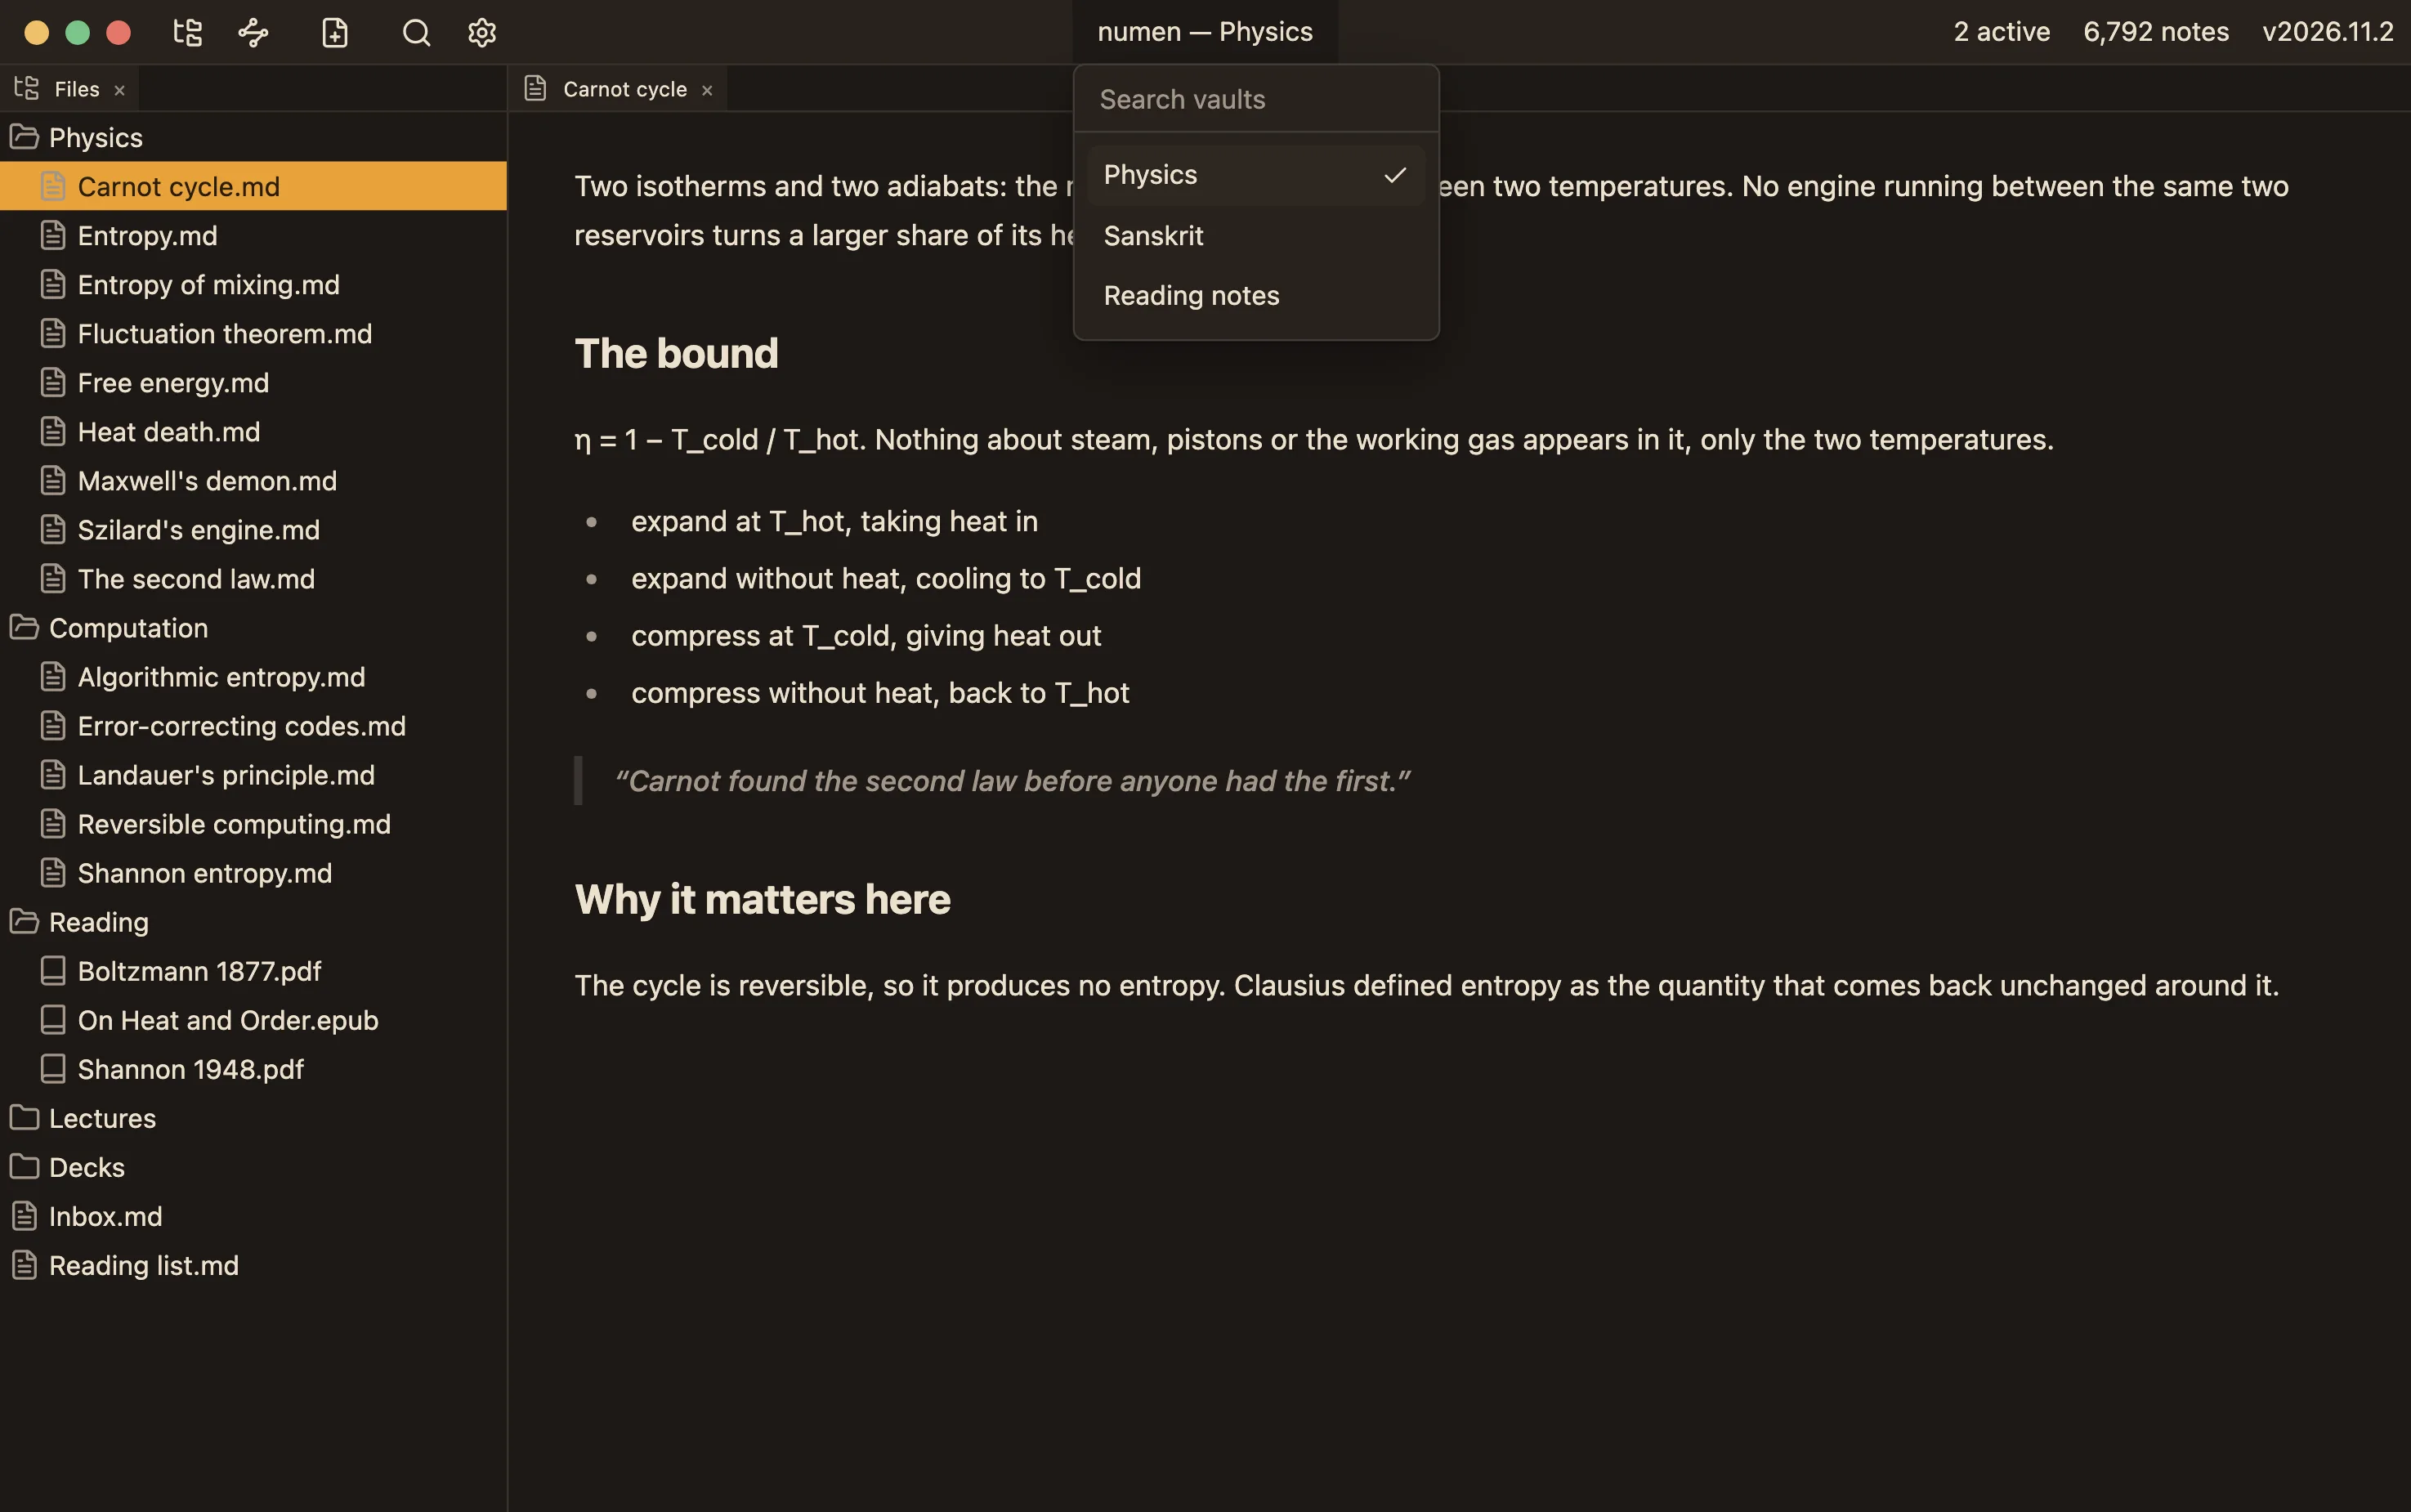 numen — Physics
2 active 6,792 notes v2026.11.2
Files
Carnot cycle
Search vaults
Physics
Sanskrit
Reading notes
Physics
Carnot cycle.md
Entropy.md
Entropy of mixing.md
Fluctuation theorem.md
Free energy.md
Heat death.md
Maxwell's demon.md
Szilard's engine.md
The second law.md
Computation
Algorithmic entropy.md
Error-correcting codes.md
Landauer's principle.md
Reversible computing.md
Shannon entropy.md
Reading
Boltzmann 1877.pdf
On Heat and Order.epub
Shannon 1948.pdf
Lectures
Decks
Inbox.md
Reading list.md
Two isotherms and two adiabats: the two temperatures. No engine running between the same two
reservoirs turns a larger share of its
The bound
η = 1 – T_cold / T_hot. Nothing about steam, pistons or the working gas appears in it, only the two temperatures.
• expand at T_hot, taking heat in
• expand without heat, cooling to T_cold
• compress at T_cold, giving heat out
• compress without heat, back to T_hot
“Carnot found the second law before anyone had the first.”
Why it matters here
The cycle is reversible, so it produces no entropy. Clausius defined entropy as the quantity that comes back unchanged around it.